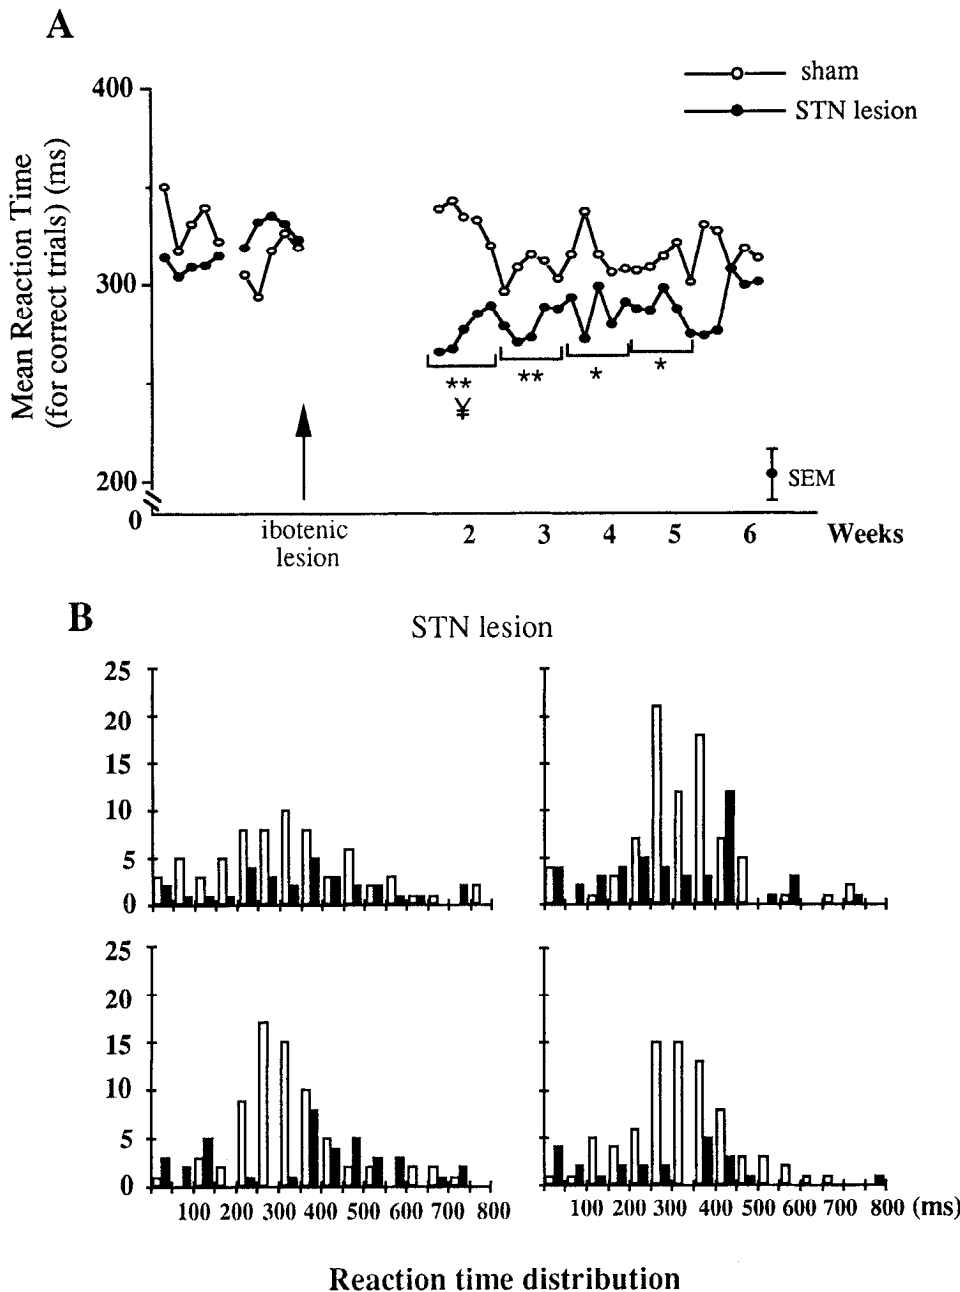 A
sham
STN lesion
Mean Reaction Time
(for correct trials) (ms)
400
300
200
0
** ** * *
¥
SEM
ibotenic
lesion
2 3 4 5 6 Weeks
B
STN lesion
25
20
15
10
5
0
25
20
15
10
5
0
100 200 300 400 500 600 700 800
100 200 300 400 500 600 700 800 (ms)
Reaction time distribution